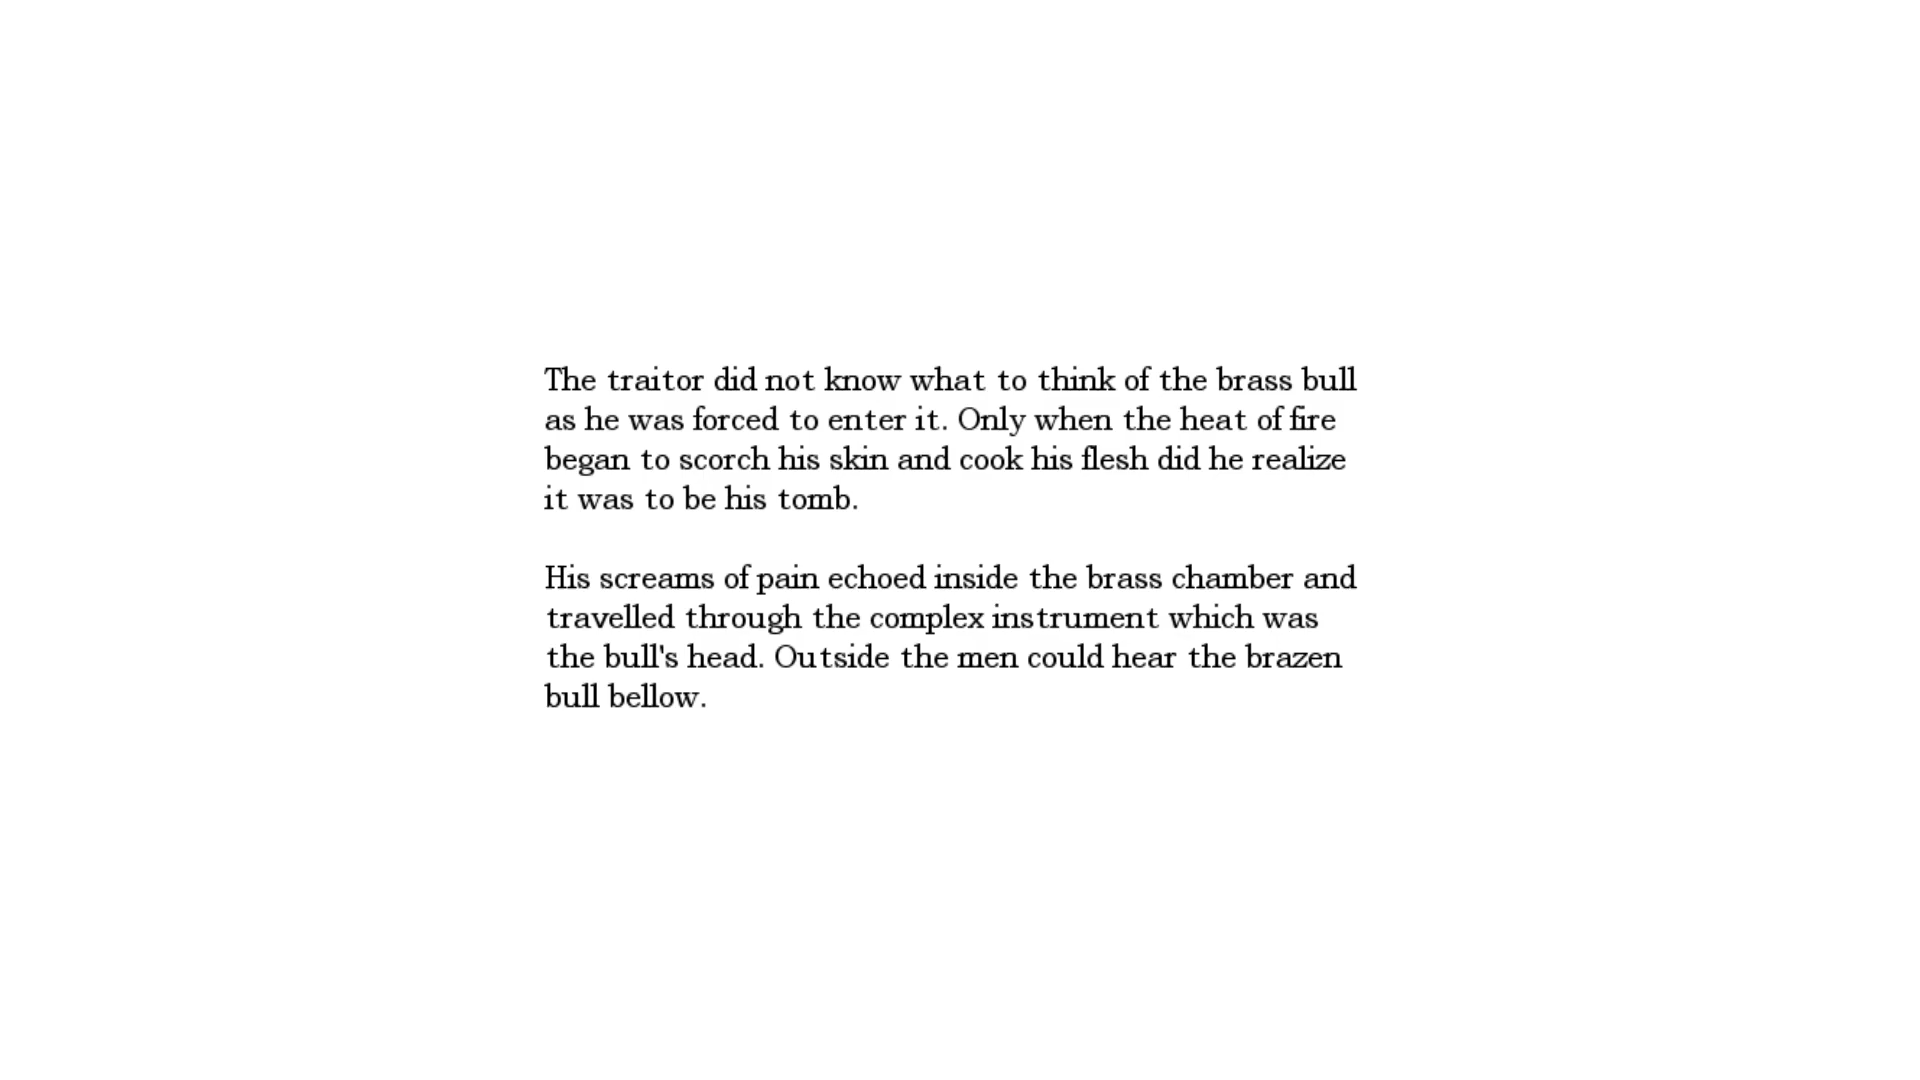 The traitor did not know what to think of the brass bull
as he was forced to enter it. Only when the heat of fire
began to scorch his skin and cook his flesh did he realize
it was to be his tomb.
His screams of pain echoed inside the brass chamber and
travelled through the complex instrument which was
the bull's head. Outside the men could hear the brazen
bull bellow.